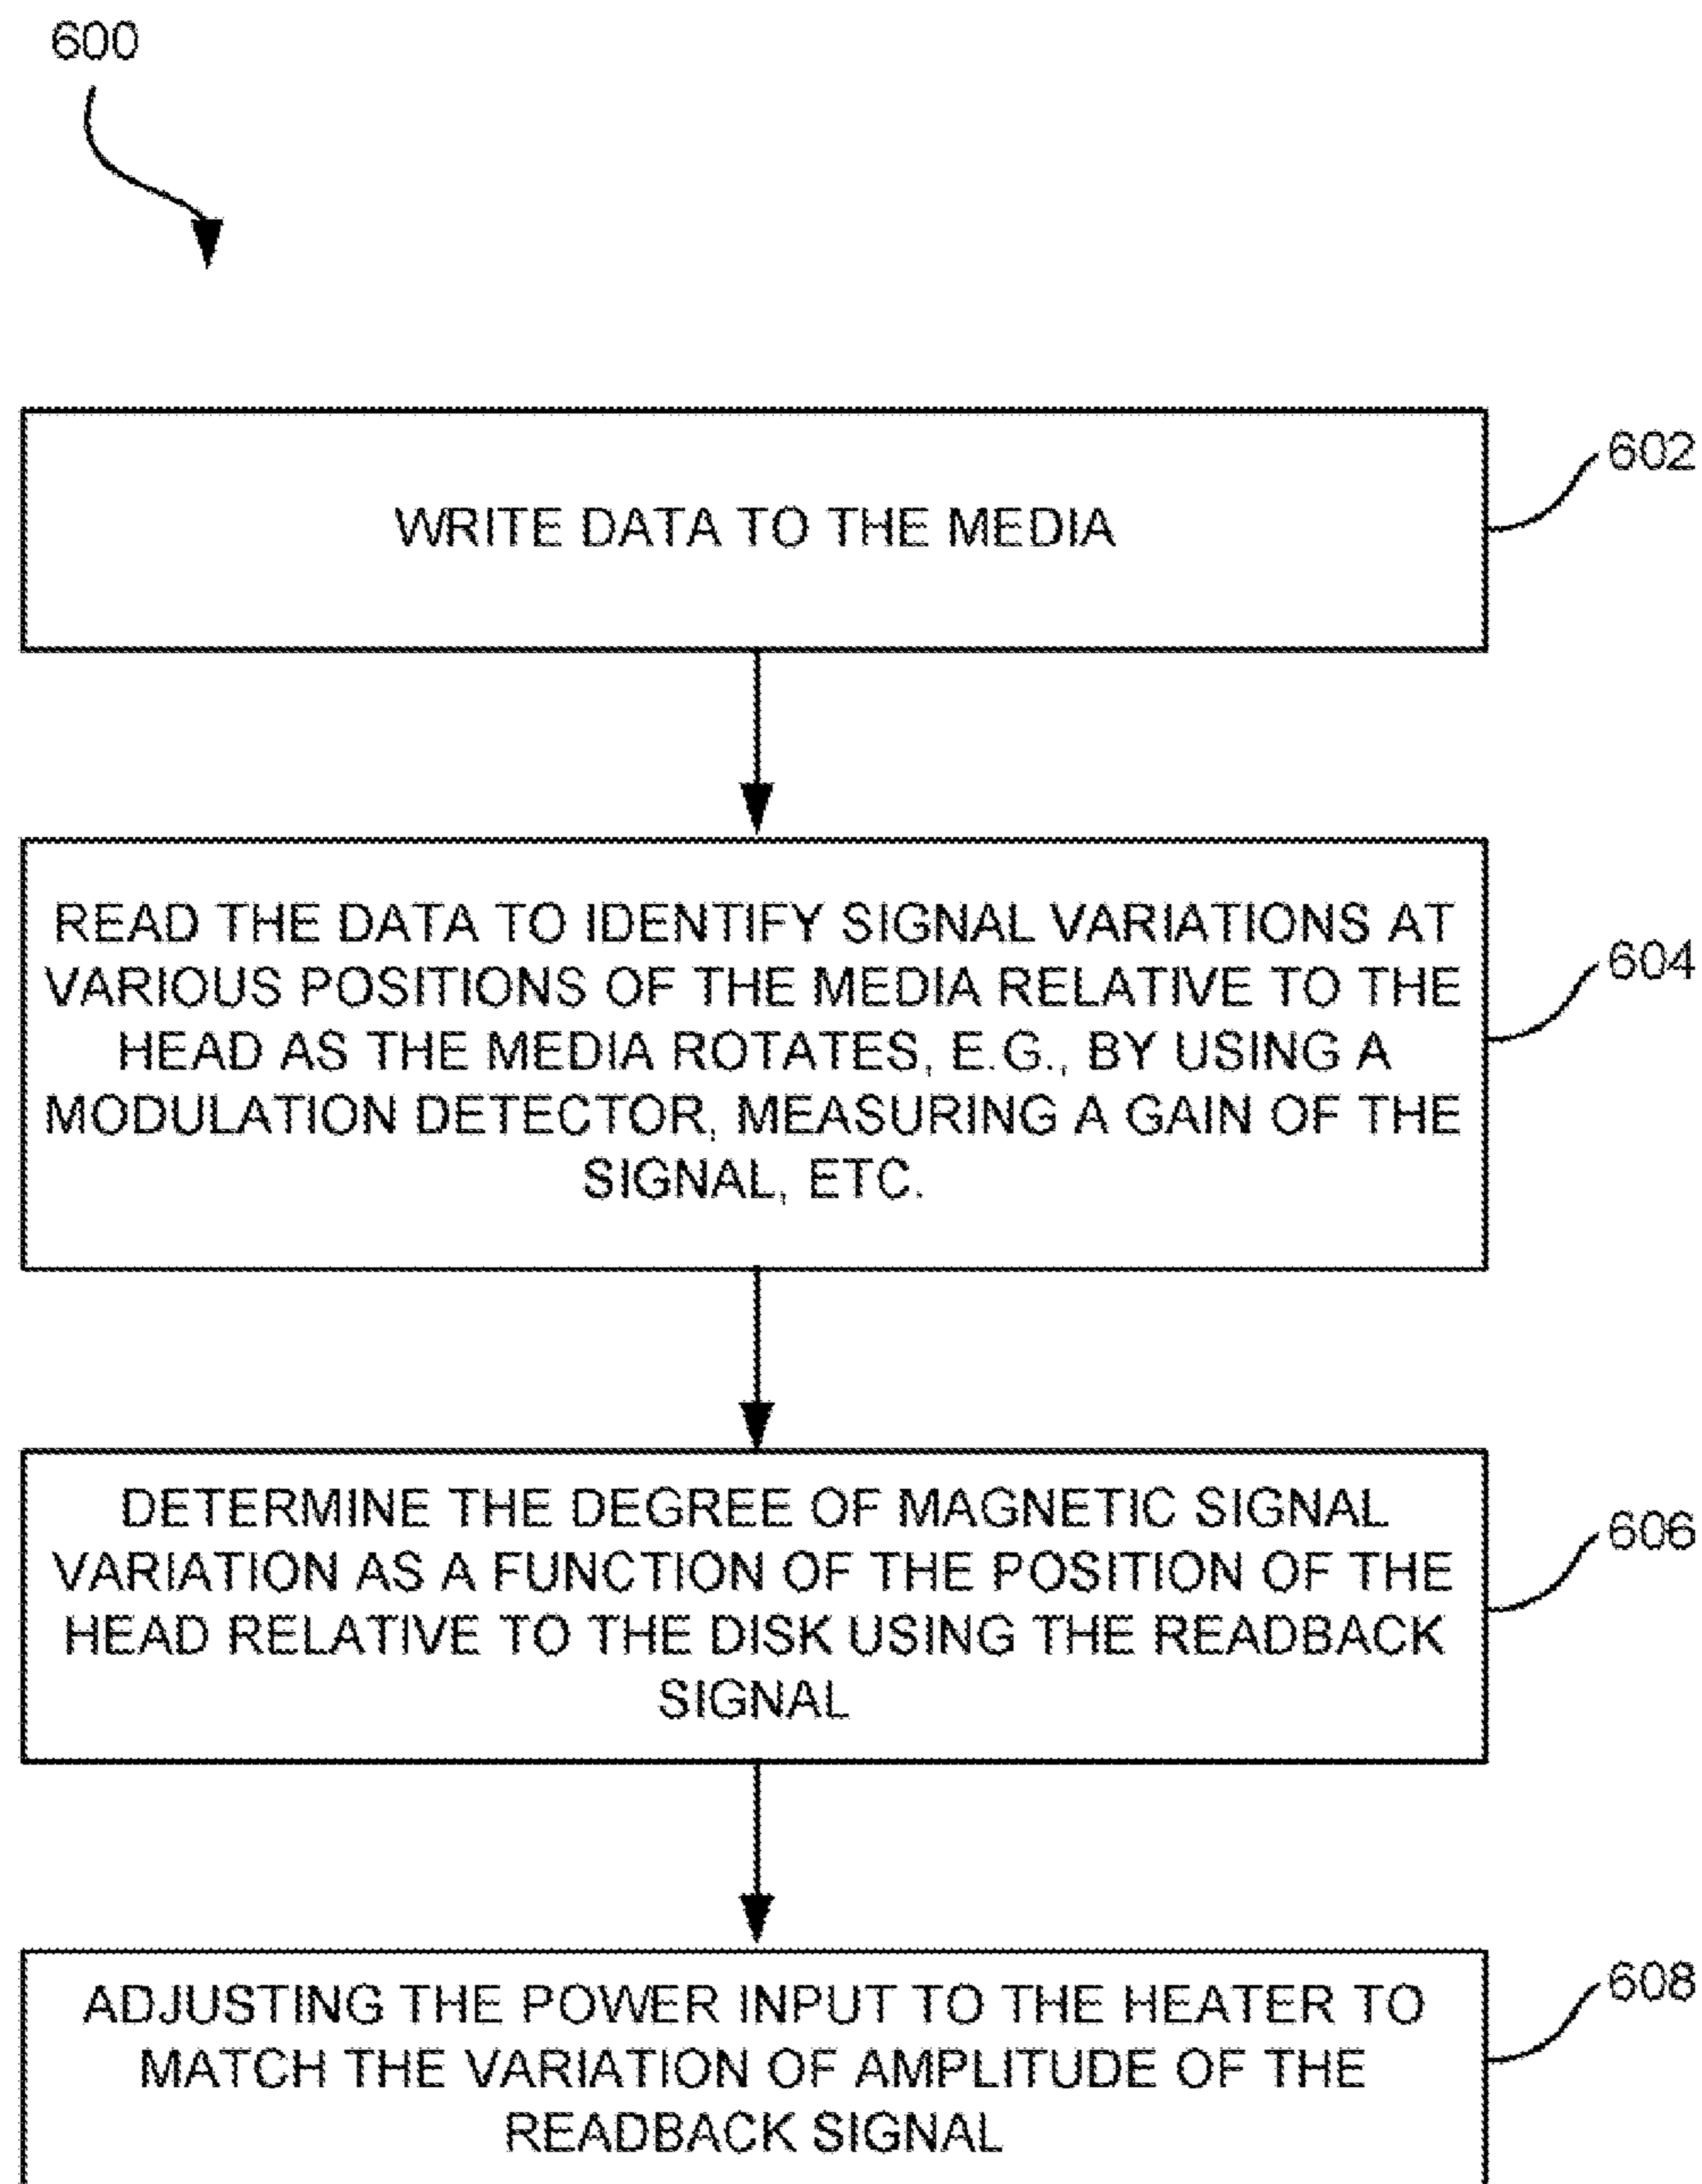 600
WRITE DATA TO THE MEDIA
602
READ THE DATA TO IDENTIFY SIGNAL VARIATIONS AT
VARIOUS POSITIONS OF THE MEDIA RELATIVE TO THE
HEAD AS THE MEDIA ROTATES, E.G., BY USING A
MODULATION DETECTOR, MEASURING A GAIN OF THE
SIGNAL, ETC.
604
DETERMINE THE DEGREE OF MAGNETIC SIGNAL
VARIATION AS A FUNCTION OF THE POSITION OF THE
HEAD RELATIVE TO THE DISK USING THE READBACK
SIGNAL
606
ADJUSTING THE POWER INPUT TO THE HEATER TO
MATCH THE VARIATION OF AMPLITUDE OF THE
READBACK SIGNAL
608